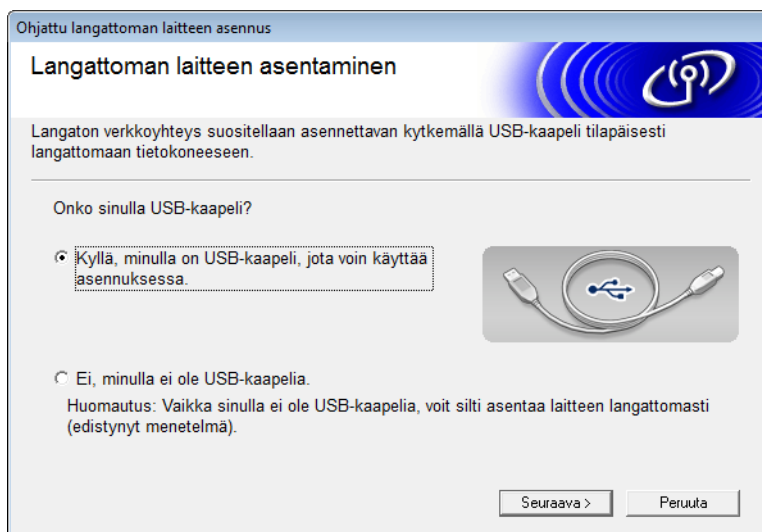 Ohjattu langattoman laitteen asennus
Langattoman laitteen asentaminen
Langaton verkkoyhteys suositellaan asennettavan kytkemällä USB-kaapeli tilapäisesti
langattomaan tietokoneeseen.
Onko sinulla USB-kaapeli?
Kyllä, minulla on USB-kaapeli, jota voin käyttää
asennuksessa.
Ei, minulla ei ole USB-kaapelia.
Huomautus: Vaikka sinulla ei ole USB-kaapelia, voit silti asentaa laitteen langattomasti
(edistynyt menetelmä).
Seuraava >
Peruuta